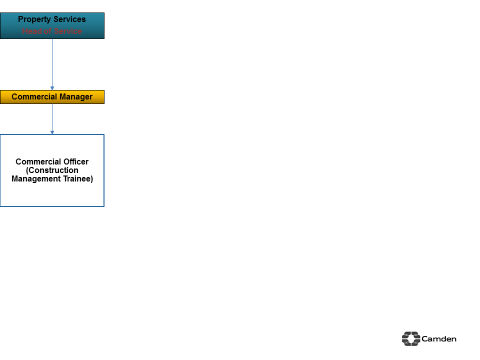 Property Services
Commercial Manager
Commercial Officer
(Construction
Management Trainee)
Camden